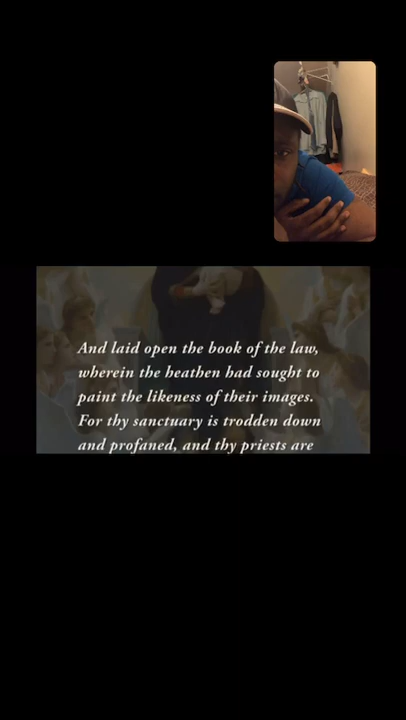 And laid open the book of the law,
wherein the heathen had sought to
paint the likeness of their images.
For thy sanctuary is trodden down
and profaned, and thy priests are